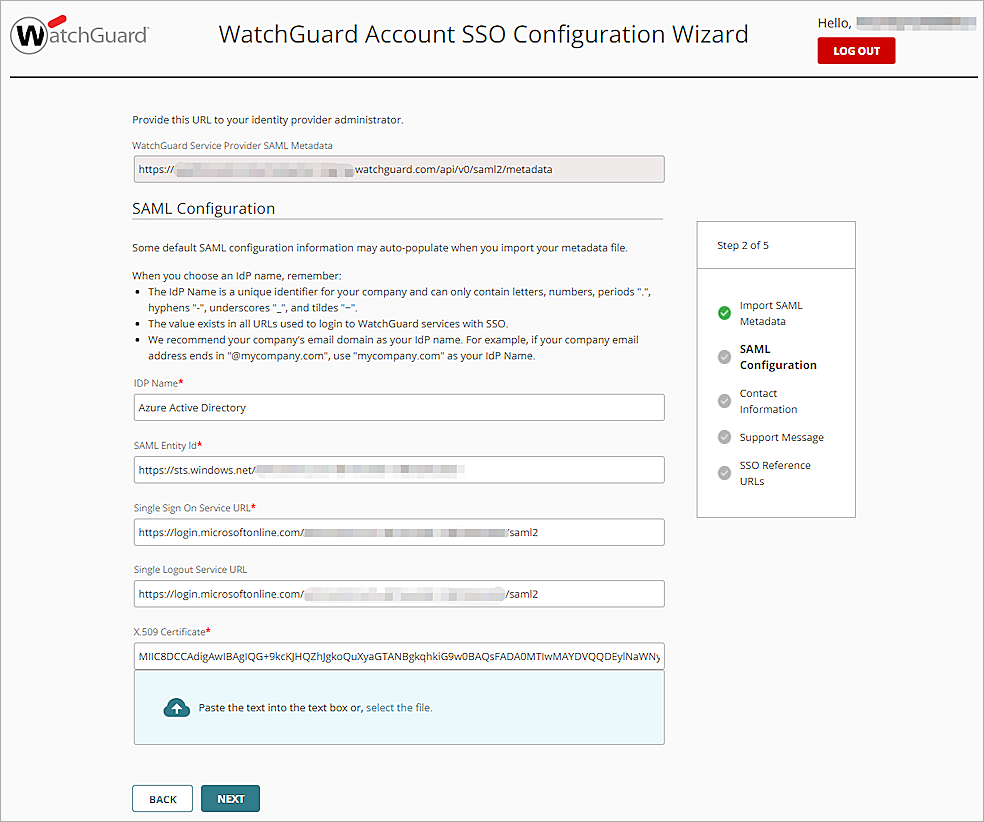 WatchGuard
WatchGuard Account SSO Configuration Wizard
Hello,
LOG OUT
Provide this URL to your identity provider administrator.
WatchGuard Service Provider SAML Metadata
https:// watchguard.com/api/v0/saml2/metadata
SAML Configuration
Some default SAML configuration information may auto-populate when you import your metadata file.
When you choose an IdP name, remember:
• The IdP Name is a unique identifier for your company and can only contain letters, numbers, periods ".",
hyphens "-", underscores "_", and tildes "~".
• The value exists in all URLs used to login to WatchGuard services with SSO.
• We recommend your company's email domain as your IdP name. For example, if your company email
address ends in "@mycompany.com", use "mycompany.com" as your IdP Name.
IDP Name*
Azure Active Directory
SAML Entity Id*
https://sts.windows.net/
Single Sign On Service URL*
https://login.microsoftonline.com/ /saml2
Single Logout Service URL
https://login.microsoftonline.com/ /saml2
X.509 Certificate*
MIIC8DCCAdigAwIBAgIQG+9kcKJHQZhJgkoQuXyaGTANBgkqhkiG9w0BAQsFADA0MTIwMAYDVQQDEylNaWNy
Paste the text into the text box or, select the file.
BACK
NEXT
Step 2 of 5
Import SAML
Metadata
SAML
Configuration
Contact
Information
Support Message
SSO Reference
URLs